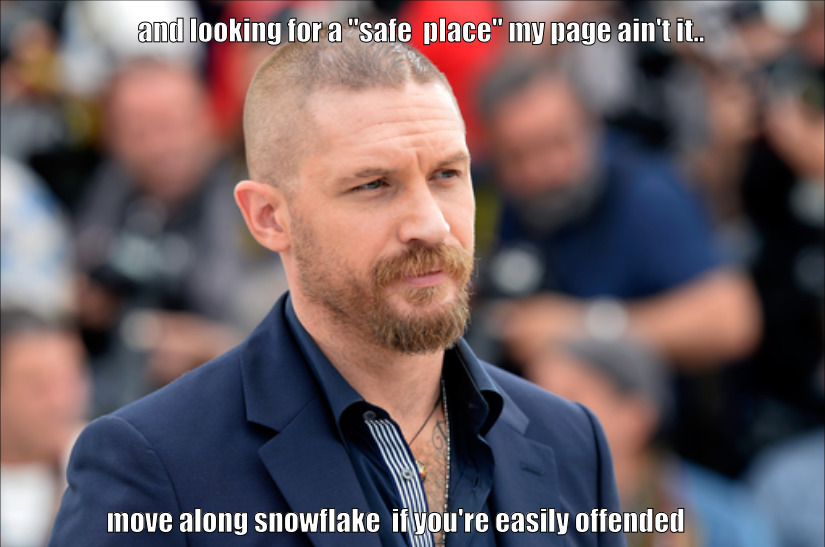 and looking for a "safe  place" my page ain't it..
move along snowflake  if you're easily offended